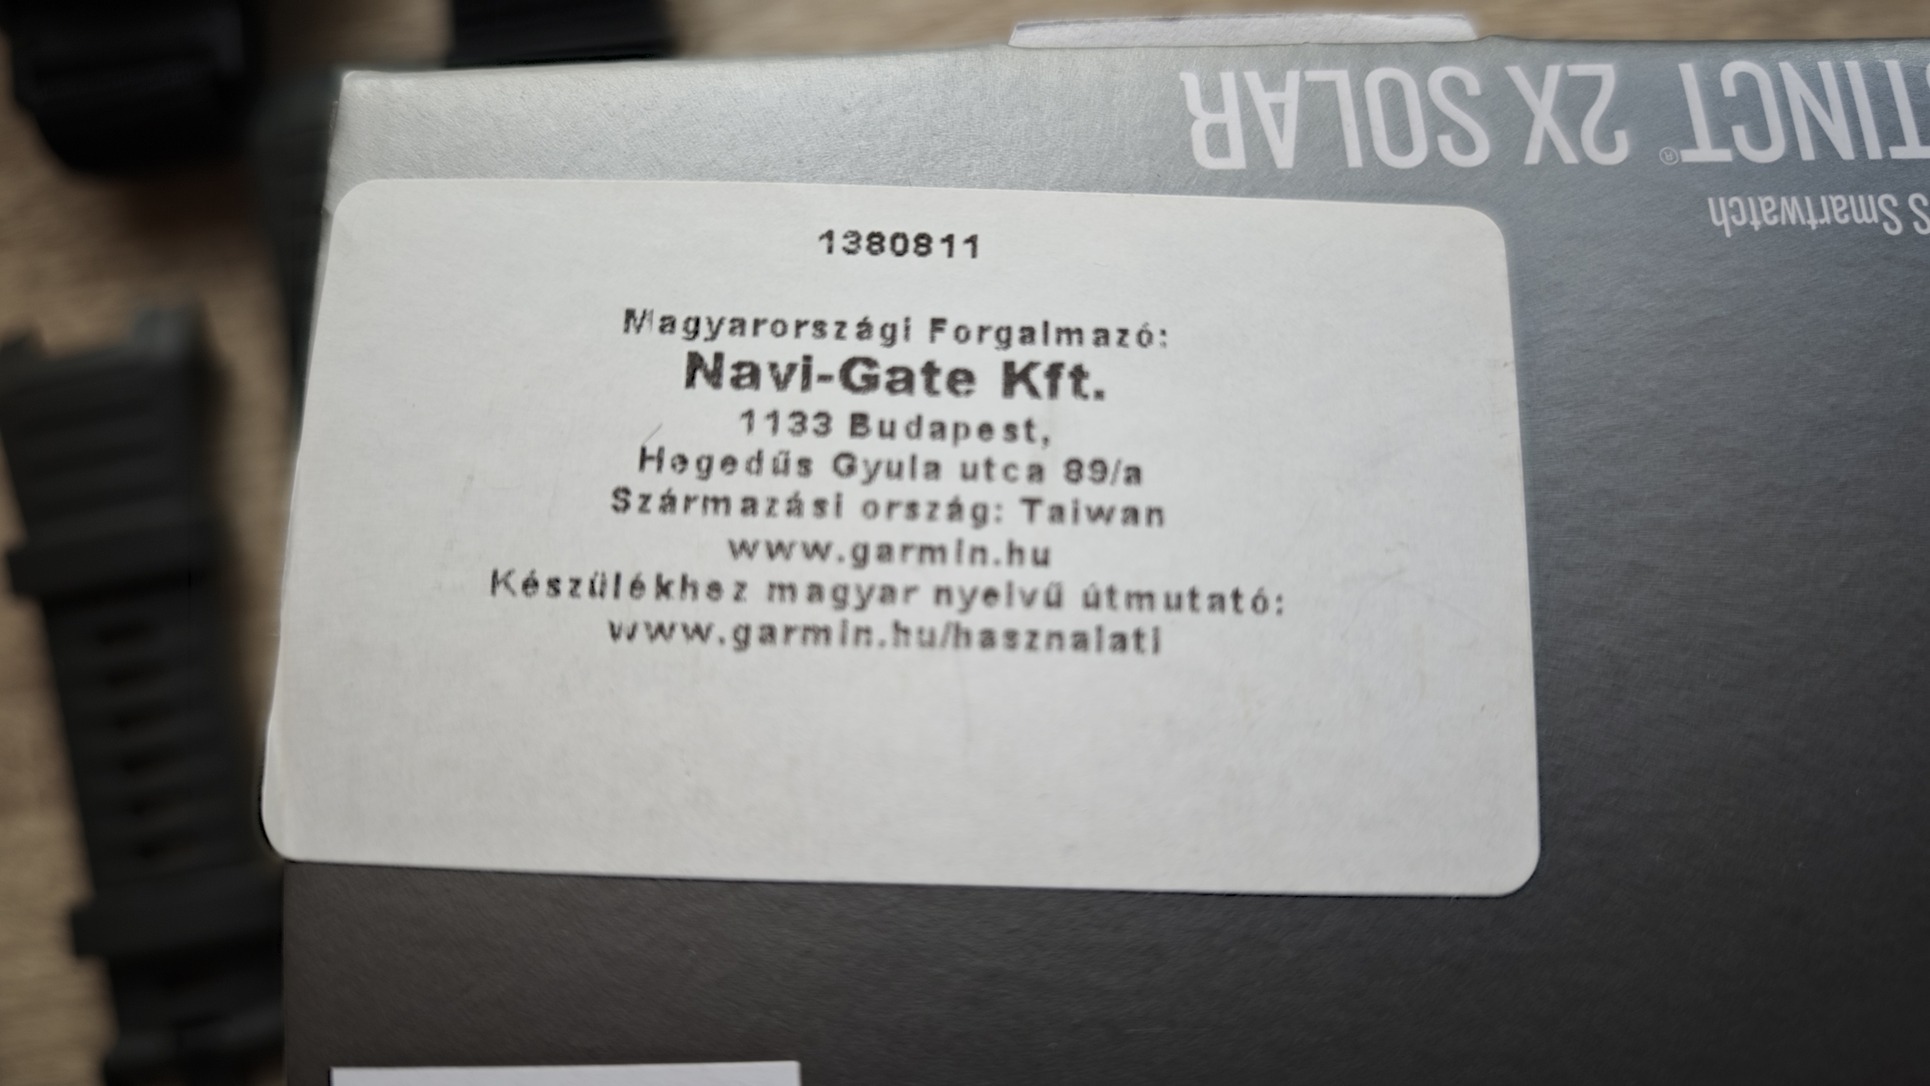 TINCT® 2X SOLAR
S Smartwatch
1380811
Magyarországi Forgalmazó:
Navi-Gate Kft.
1133 Budapest,
Hegedűs Gyula utca 89/a
Származási ország: Taiwan
www.garmin.hu
Készülékhez magyar nyelvű útmutató:
www.garmin.hu/hasznalati